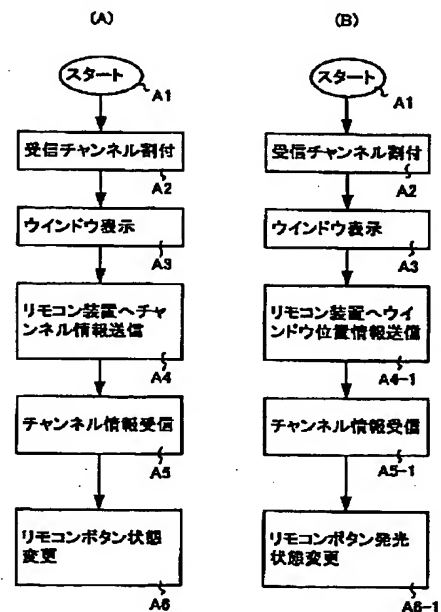 (A)
スタート
A1
受信チャンネル割付
A2
ウインドウ表示
A3
リモコン装置へチャ
ンネル情報送信
A4
チャンネル情報受信
A5
リモコンボタン状態
変更
A6
(B)
スタート
A1
受信チャンネル割付
A2
ウインドウ表示
A3
リモコン装置へウイ
ンドウ位置情報送信
A4-1
チャンネル情報受信
A5-1
リモコンボタン発光
状態変更
A6-1